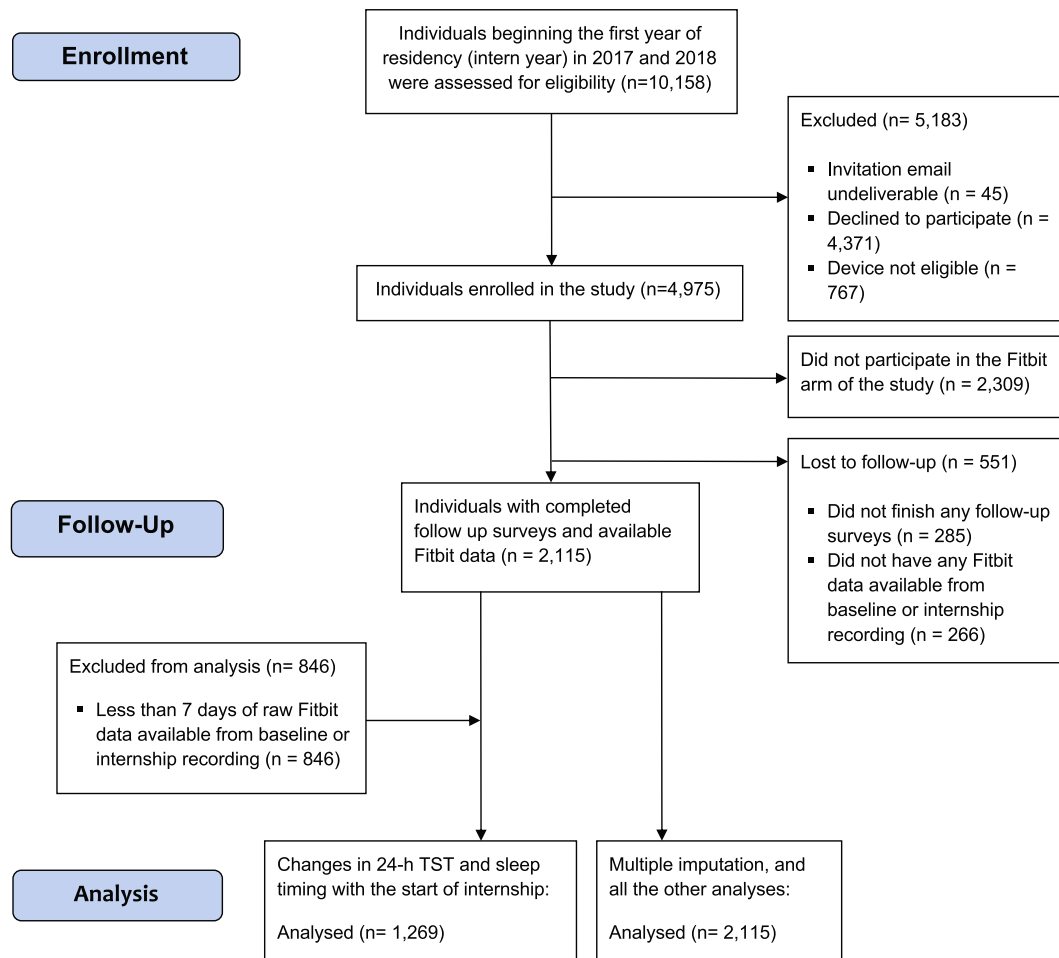 Enrollment
Individuals beginning the first year of
residency (intern year) in 2017 and 2018
were assessed for eligibility (n=10,158)
Excluded (n= 5,183)
▪ Invitation email
undeliverable (n = 45)
▪ Declined to participate (n =
4,371)
▪ Device not eligible (n =
767)
Individuals enrolled in the study (n=4,975)
Did not participate in the Fitbit
arm of the study (n = 2,309)
Lost to follow-up (n = 551)
▪ Did not finish any follow-up
surveys (n = 285)
▪ Did not have any Fitbit
data available from
baseline or internship
recording (n = 266)
Follow-Up
Individuals with completed
follow up surveys and available
Fitbit data (n = 2,115)
Excluded from analysis (n= 846)
▪ Less than 7 days of raw Fitbit
data available from baseline or
internship recording (n = 846)
Analysis
Changes in 24-h TST and sleep
timing with the start of internship:
Analysed (n= 1,269)
Multiple imputation, and
all the other analyses:
Analysed (n = 2,115)